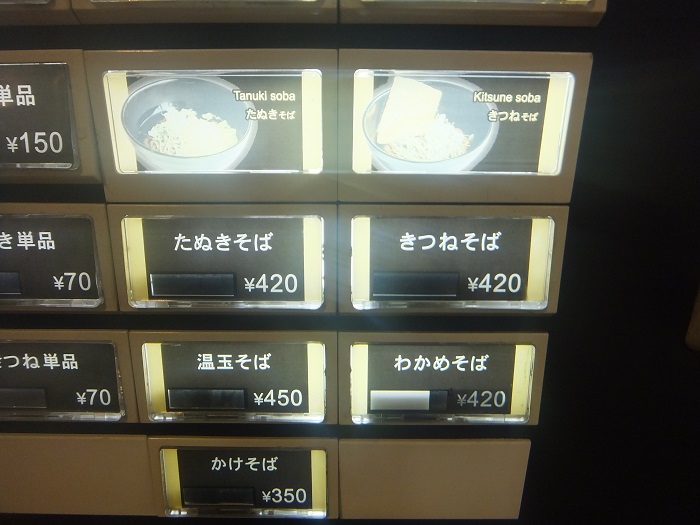 単品
¥150
Tanuki soba
たぬきそば
Kitsune soba
きつねそば
き単品
¥70
たぬきそば
¥420
きつねそば
¥420
つね単品
¥70
温玉そば
¥450
わかめそば
¥420
かけそば
¥350